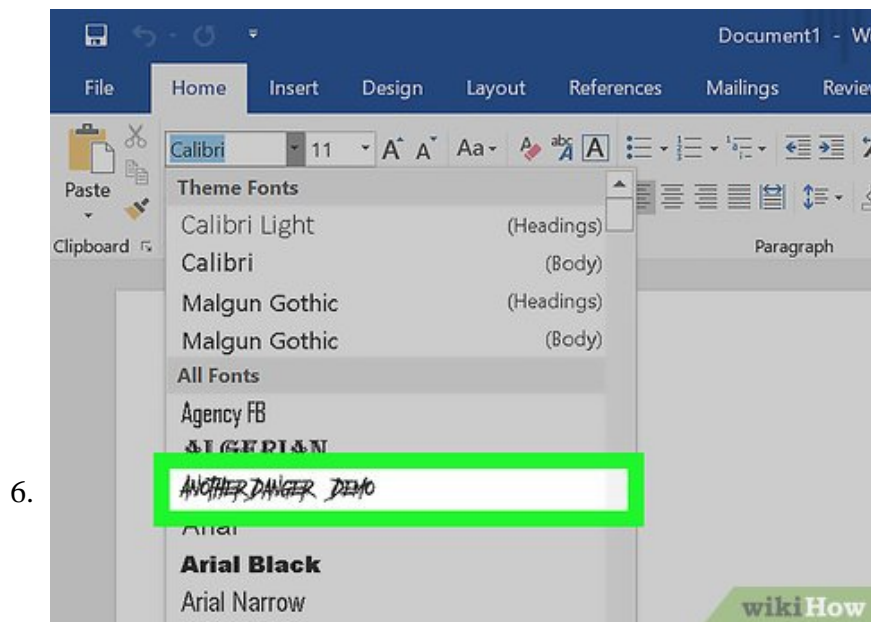 Document1 - W
File Home Insert Design Layout References Mailings Review
Calibri 11 A A Aa abc A A
Paste
Theme Fonts
Calibri Light (Headings)
Clipboard Paragraph
Calibri (Body)
Malgun Gothic (Headings)
Malgun Gothic (Body)
All Fonts
Agency FB
ALGERIAN
6. ANOTHER DANGER DEMO
Arial
Arial Black
Arial Narrow
wikiHow